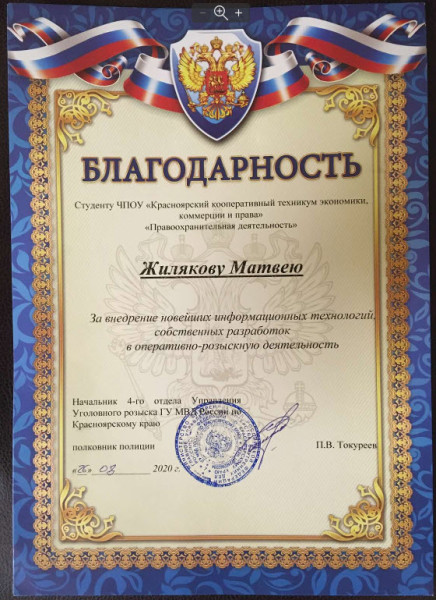 БЛАГОДАРНОСТЬ
Студенту ЧПОУ «Красноярский кооперативный техникум экономики,
коммерции и права»
«Правоохранительная деятельность»
Жилякову Матвею
За внедрение новейших информационных технологий,
собственных разработок
в оперативно-розыскную деятельность
Начальник 4-го отдела Управления
Уголовного розыска ГУ МВД России по
Красноярскому краю
полковник полиции
П.В. Токуреев
2020 г.